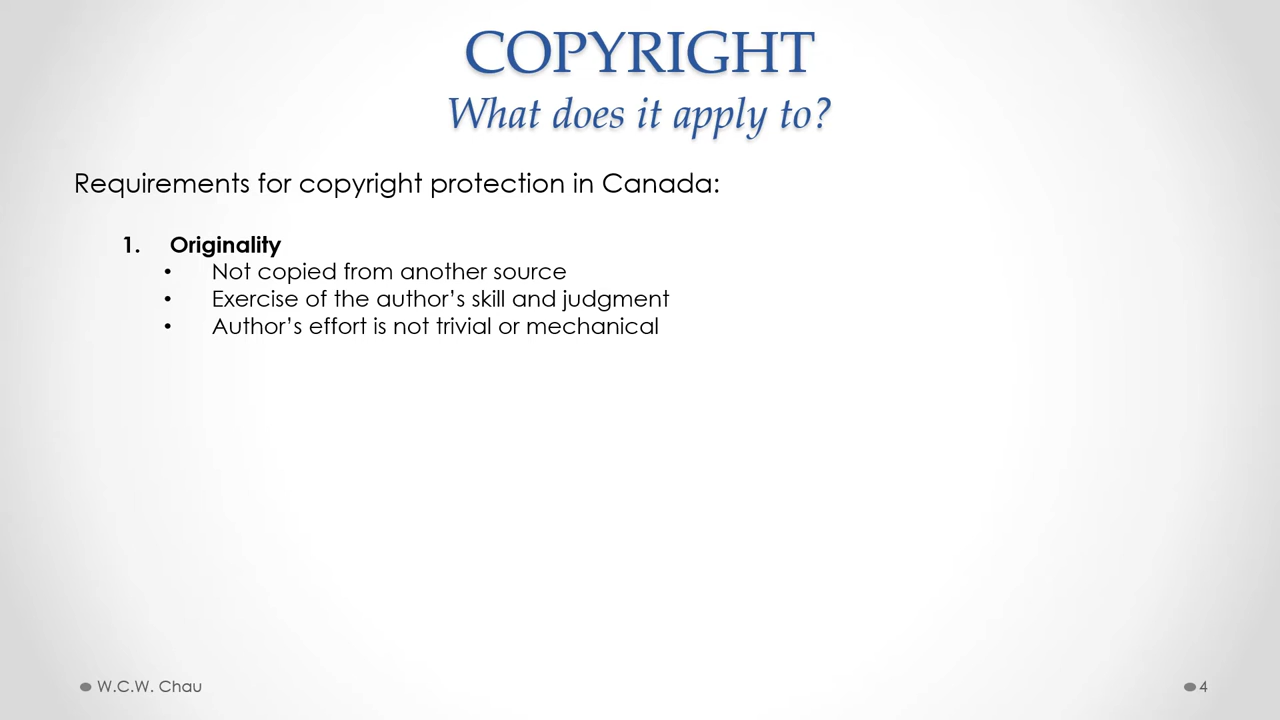 COPYRIGHT
What does it apply to?
Requirements for copyright protection in Canada:
1. Originality
• Not copied from another source
• Exercise of the author’s skill and judgment
• Author’s effort is not trivial or mechanical
W.C.W. Chau
4